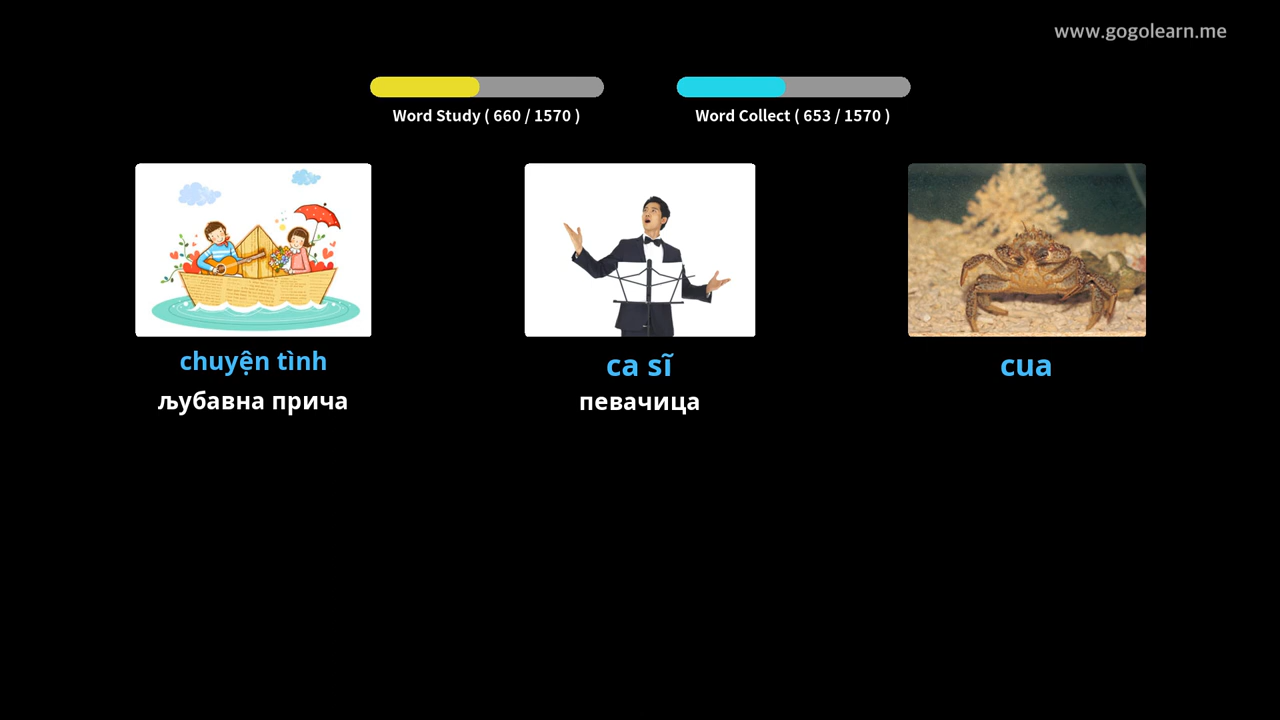 www.gogolearn.me
Word Study ( 660 / 1570 )
Word Collect ( 653 / 1570 )
chuyện tình
љубавна прича
ca sĩ
певачица
cua